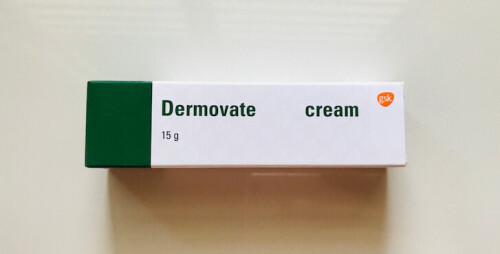 Dermovate cream
gsk
15 g